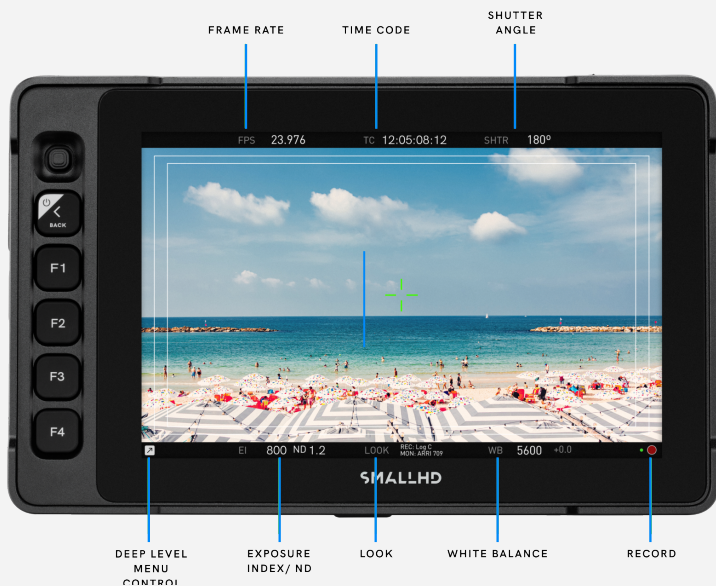 SHUTTER
FRAME RATE TIME CODE ANGLE
FPS 23.976 TC 12:05:08:12 SHTR 180º
BACK
F1
F2
F3
F4
EI 800 ND 1.2 LOOK REC: Log C WB 5600 +0.0
MON: ARRI 709
SMALLHD
DEEP LEVEL EXPOSURE LOOK WHITE BALANCE RECORD
MENU INDEX/ ND
CONTROL